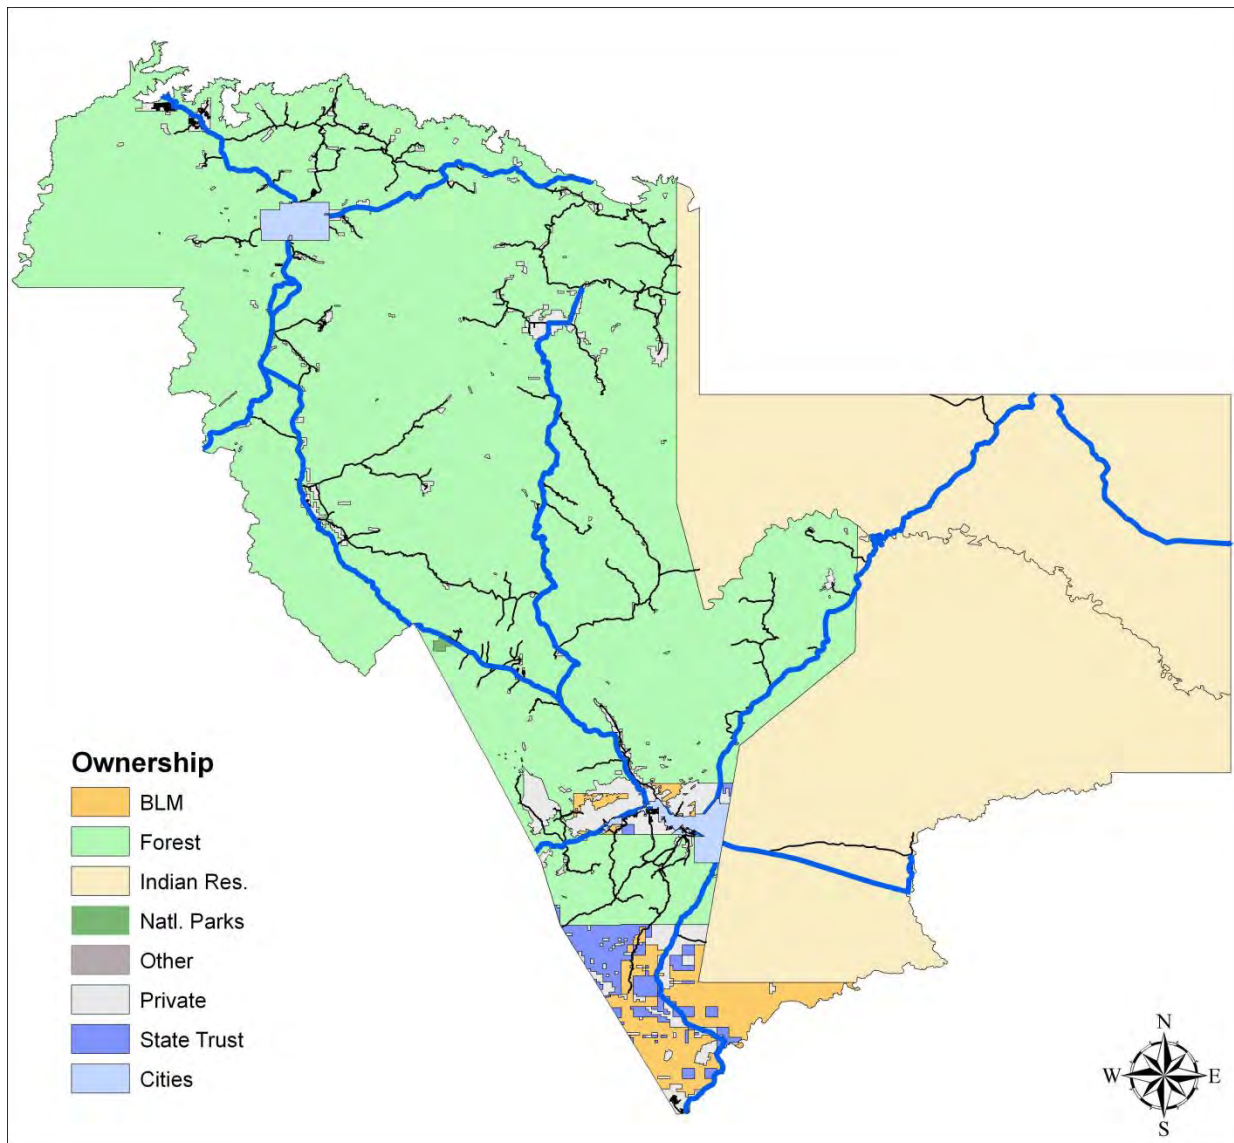 Ownership
BLM
Forest
Indian Res.
Natl. Parks
Other
Private
State Trust
Cities
N
W E
S